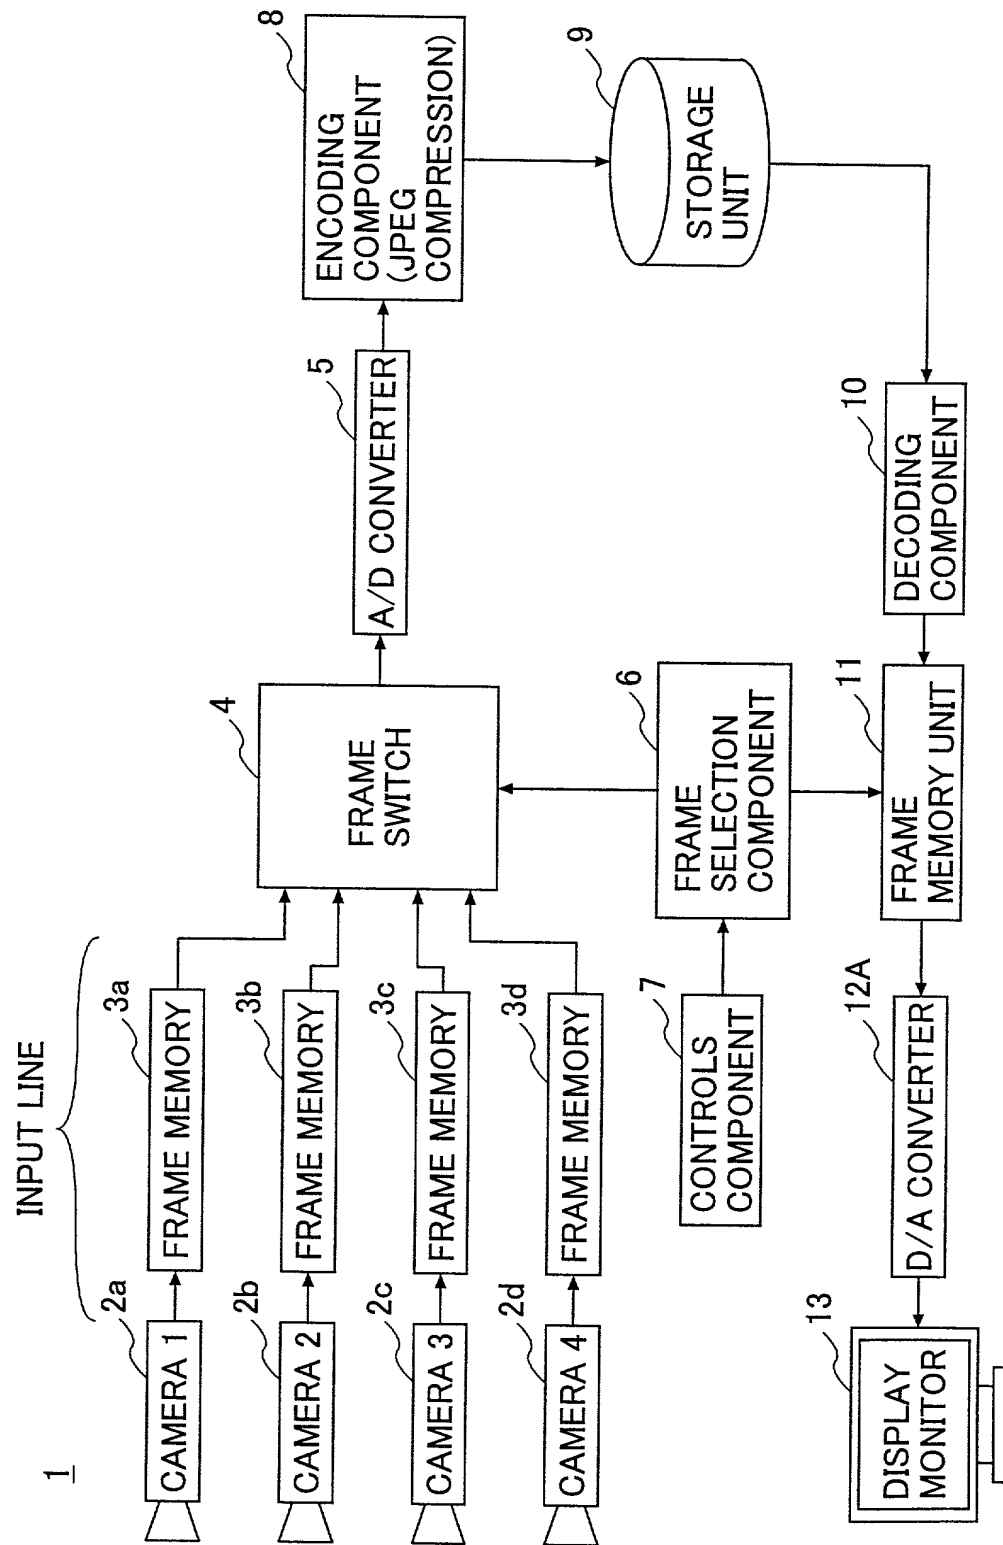 1
INPUT LINE
2a
CAMERA 1
3a
FRAME MEMORY
2b
CAMERA 2
3b
FRAME MEMORY
2c
CAMERA 3
3c
FRAME MEMORY
2d
CAMERA 4
3d
FRAME MEMORY
4
FRAME
SWITCH
5
A/D CONVERTER
8
ENCODING
COMPONENT
(JPEG
COMPRESSION)
9
STORAGE
UNIT
7
CONTROLS
COMPONENT
6
FRAME
SELECTION
COMPONENT
13
DISPLAY
MONITOR
12A
D/A CONVERTER
11
FRAME
MEMORY UNIT
10
DECODING
COMPONENT